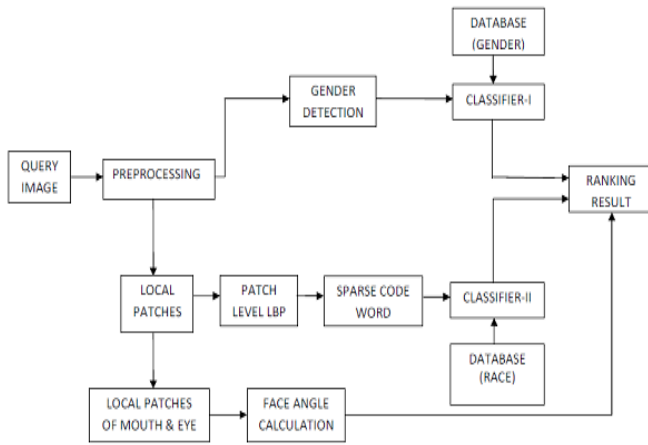 DATABASE
(GENDER)
GENDER
DETECTION
CLASSIFIER-I
QUERY
IMAGE
PREPROCESSING
RANKING
RESULT
LOCAL
PATCHES
PATCH
LEVEL LBP
SPARSE CODE
WORD
CLASSIFIER-II
DATABASE
(RACE)
LOCAL PATCHES
OF MOUTH & EYE
FACE ANGLE
CALCULATION